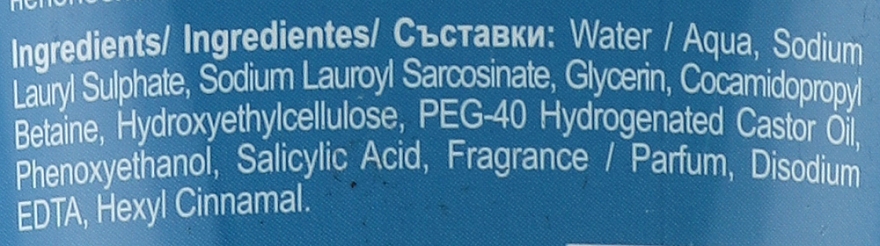 Ingredients/ Ingredientes/ Съставки: Water / Aqua, Sodium
Lauryl Sulphate, Sodium Lauroyl Sarcosinate, Glycerin, Cocamidopropyl
Betaine, Hydroxyethylcellulose, PEG-40 Hydrogenated Castor Oil,
Phenoxyethanol, Salicylic Acid, Fragrance / Parfum, Disodium
EDTA, Hexyl Cinnamal.